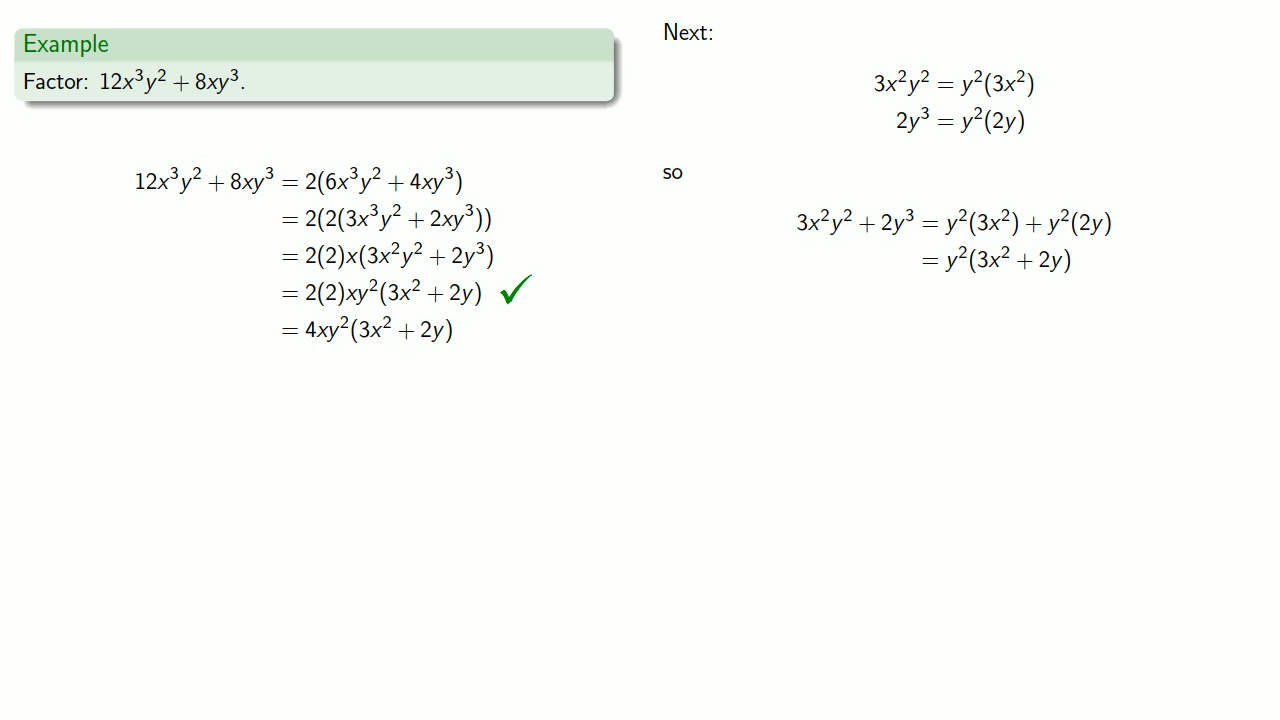 Example
Factor: 12x³y² + 8xy³.
12x³y² + 8xy³ = 2(6x³y² + 4xy³)
= 2(2(3x³y² + 2xy³))
= 2(2)x(3x²y² + 2y³)
= 2(2)xy²(3x² + 2y) ✓
= 4xy²(3x² + 2y)
Next:
3x²y² = y²(3x²)
2y³ = y²(2y)
so
3x²y² + 2y³ = y²(3x²) + y²(2y)
= y²(3x² + 2y)